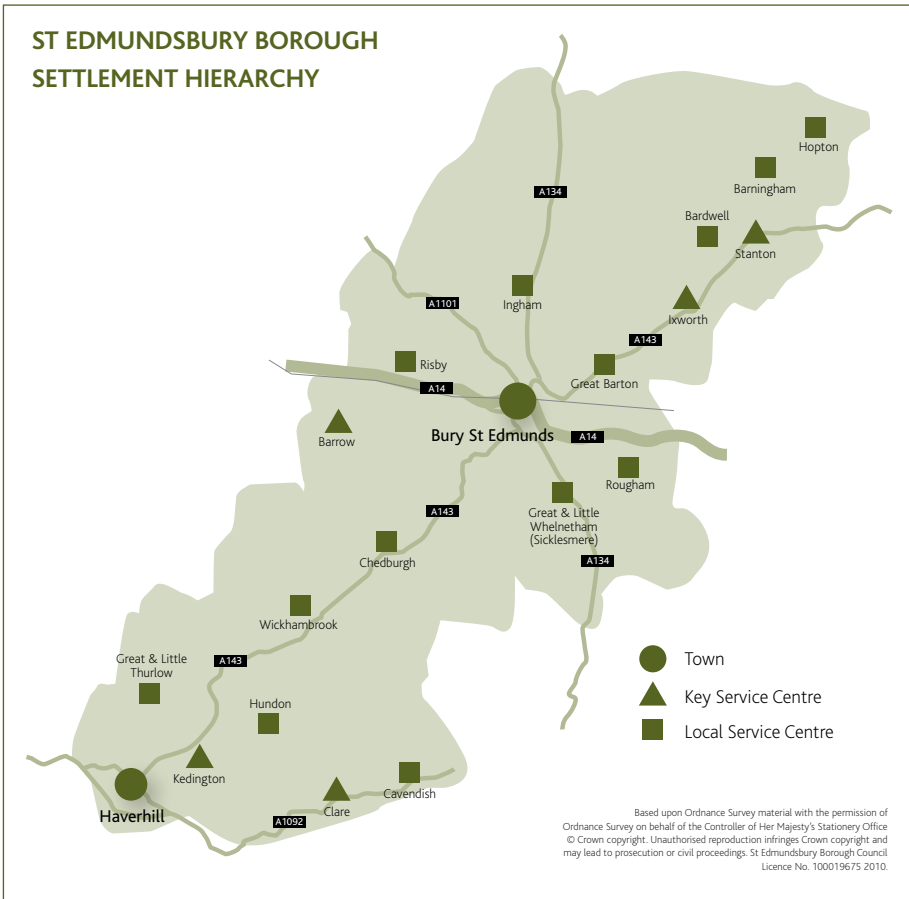 ST EDMUNDSBURY BOROUGH
SETTLEMENT HIERARCHY
Hopton
Barningham
A134
Bardwell
Stanton
A1101
Ingham
Ixworth
A143
Risby
Great Barton
A14
Barrow
Bury St Edmunds
A14
Rougham
A143
Great & Little
Whelnetham
(Sicklesmere)
Chedburgh
A134
Wickhambrook
Great & Little
Thurlow
A143
Hundon
Kedington
Haverhill
Clare
Cavendish
A1092
Town
Key Service Centre
Local Service Centre
Based upon Ordnance Survey material with the permission of
Ordnance Survey on behalf of the Controller of Her Majesty's Stationery Office
© Crown copyright. Unauthorised reproduction infringes Crown copyright and
may lead to prosecution or civil proceedings. St Edmundsbury Borough Council
Licence No. 100019675 2010.